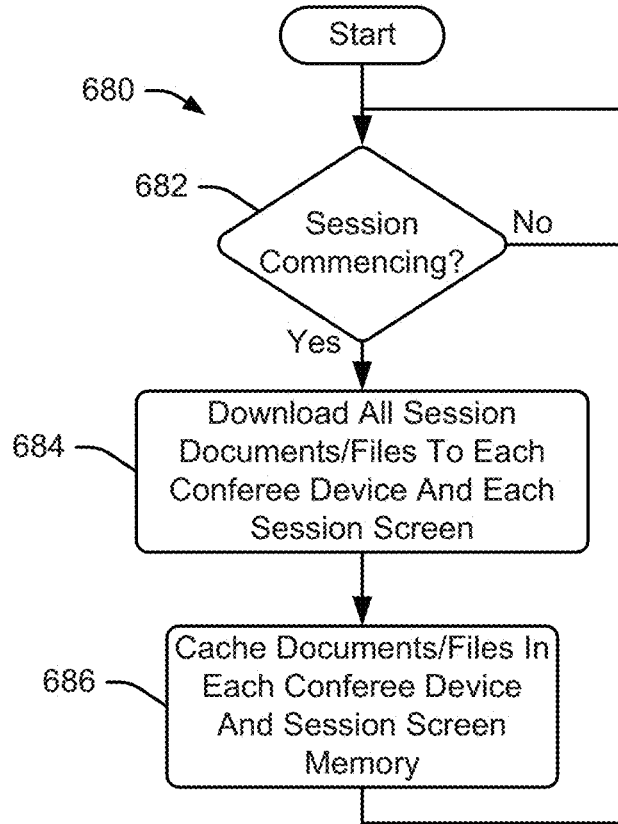 Start
680
682
Session
Commencing?
No
Yes
684
Download All Session
Documents/Files To Each
Conferee Device And Each
Session Screen
686
Cache Documents/Files In
Each Conferee Device
And Session Screen
Memory